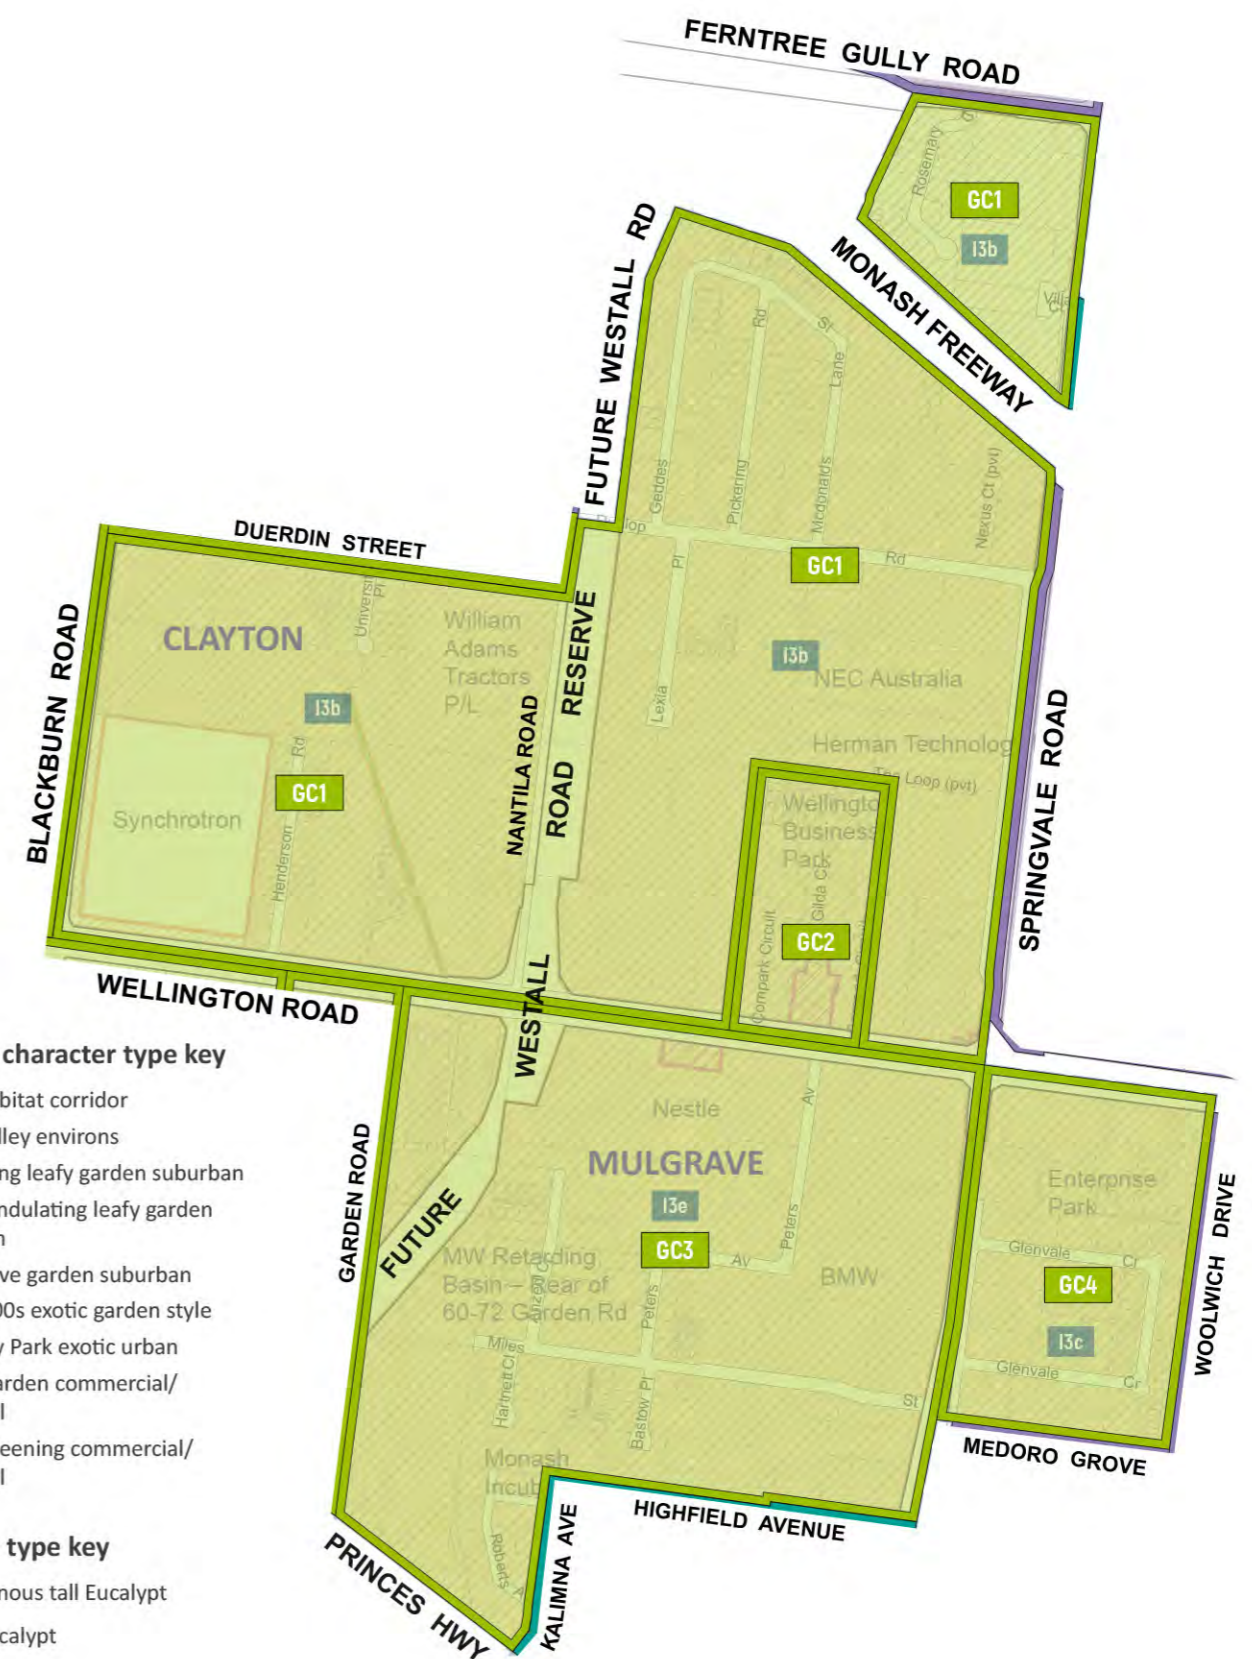 FERNTREE GULLY ROAD
Rosemary
GC1
I3b
FUTURE WESTALL RD
MONASH FREEWAY
Rd
St
Lane
Geddes
Pickering
Mcdonalds
Nexus Ct (pvt)
DUERDIN STREET
Pl
GC1
Rd
BLACKBURN ROAD
CLAYTON
Pl
William
Adams
Tractors
P/L
I3b
NANTILA ROAD
ROAD RESERVE
Lexia
I3b
NEC Australia
Herman Technolog
The Loop (pvt)
SPRINGVALE ROAD
Rd
GC1
Synchrotron
Henderson
Wellingto
Business
Park
Gilda Ct
GC2
Compark Circuit
WELLINGTON ROAD
WESTALL
character type key
bitat corridor
lley environs
ng leafy garden suburban
ndulating leafy garden
n
ve garden suburban
00s exotic garden style
y Park exotic urban
arden commercial/
l
eening commercial/
l
type key
nous tall Eucalypt
calypt
GARDEN ROAD
FUTURE
Nestle
Av
MULGRAVE
I3e
GC3
Peters
Av
MW Retarding
Basin – Rear of
60-72 Garden Rd
Peters
BMW
Miles
St
Hartnett Cl
Bastow Pl
Monash
Incub
Roberts
A
Enterprise
Park
Glenvale
Cr
GC4
I3c
Glenvale
Cr
WOOLWICH DRIVE
MEDORO GROVE
HIGHFIELD AVENUE
KALIMNA AVE
PRINCES HWY